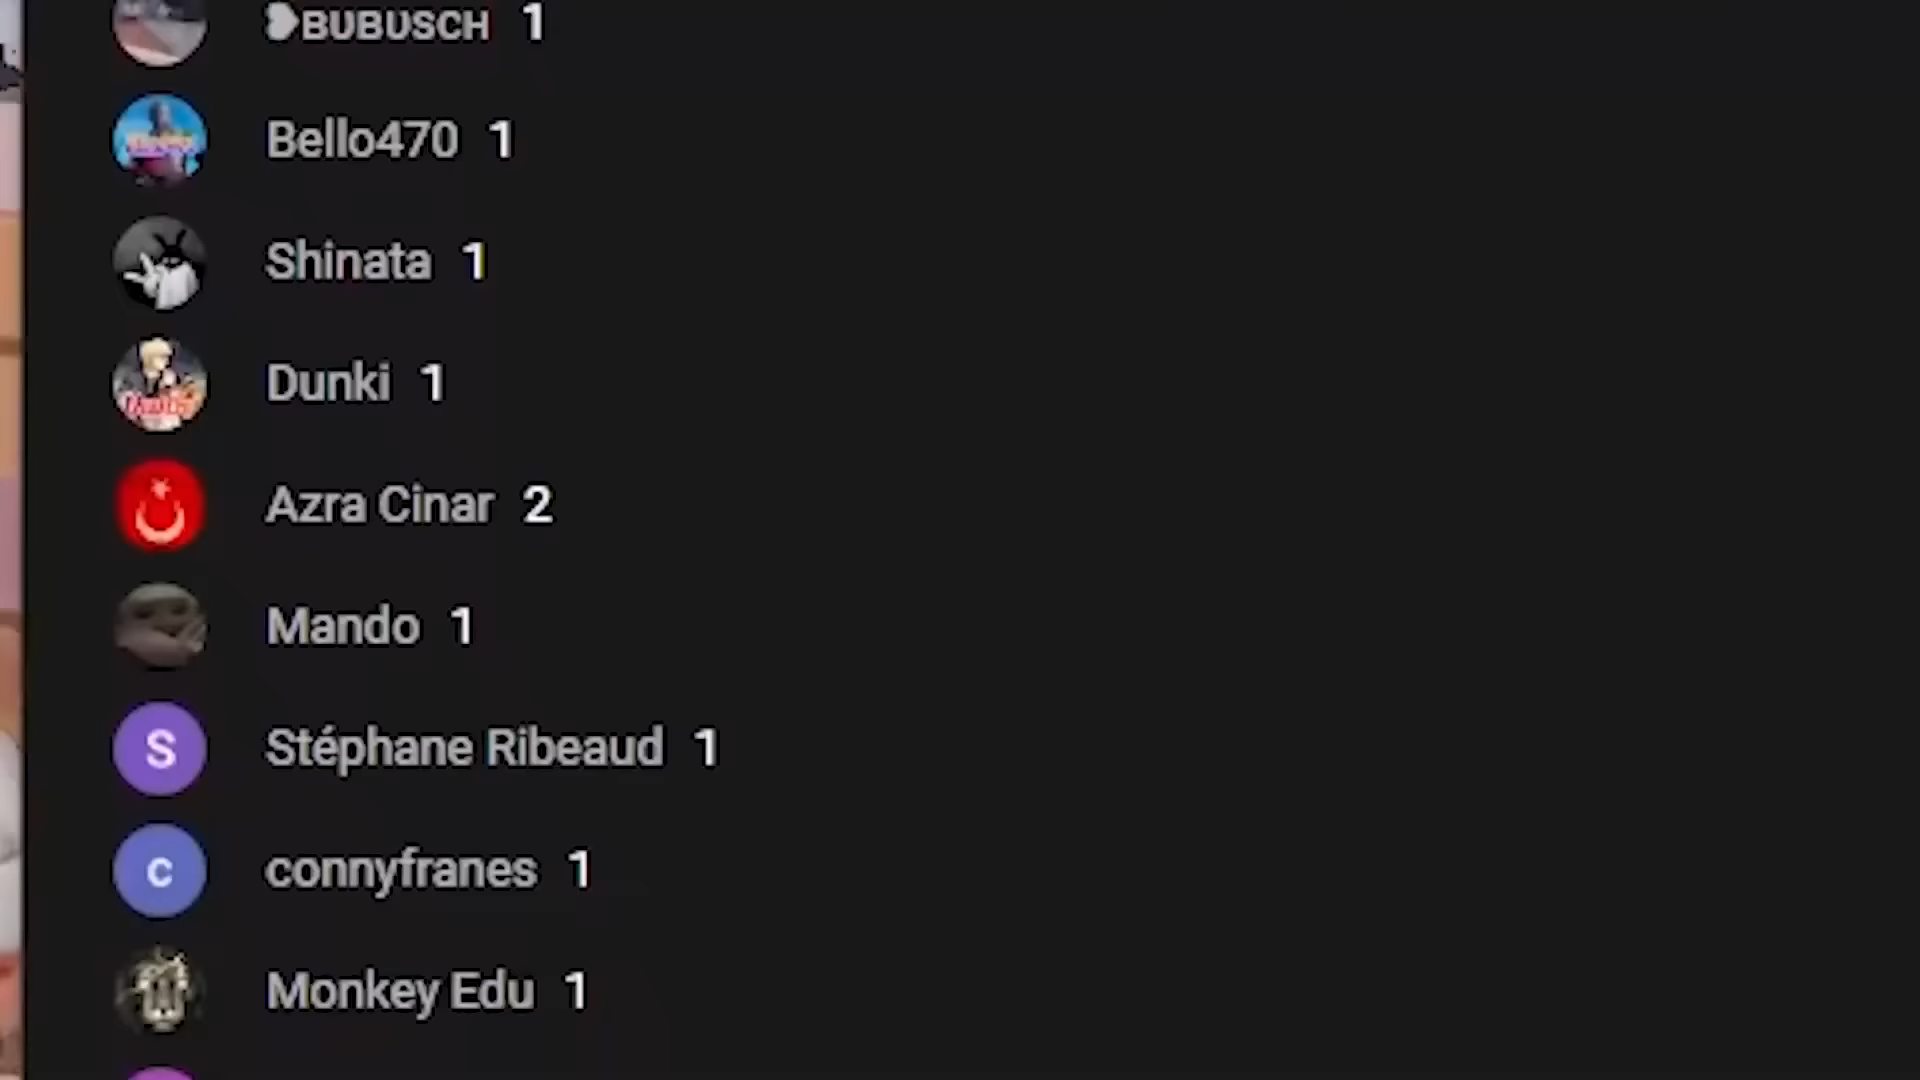 ❥BUBUSCH 1
Bello470 1
Shinata 1
Dunki 1
Azra Cinar 2
Mando 1
S Stéphane Ribeaud 1
c connyfranes 1
Monkey Edu 1